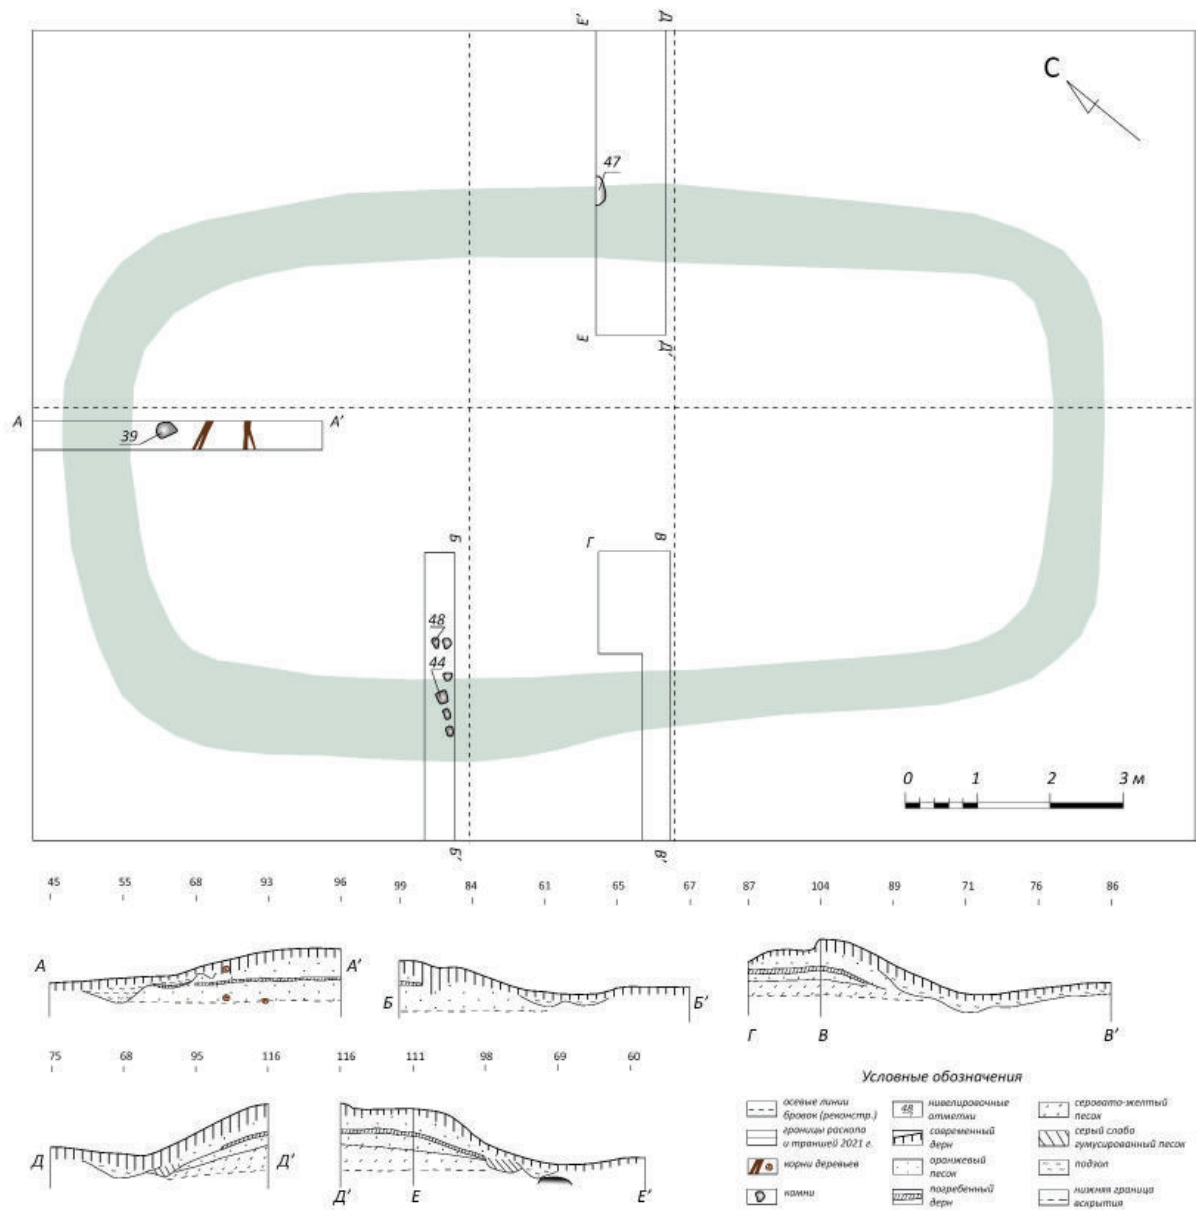 Е'
Д
С
47
Е
Д'
А
А'
39
Б
Г
В
48
44
0 1 2 3 м
Б'
В'
45 55 68 93 96 99 84 61 65 67 87 104 89 71 76 86
А
А'
Б
Б'
Г
В
В'
75 68 95 116 116 111 98 69 60
Д
Д'
Д'
Е
Е'
Условные обозначения
осевые линии
бровок (реконстр.)
границы раскопа
и траншей 2021 г.
корни деревьев
камни
48
нивелировочные
отметки
современный
дерн
оранжевый
песок
погребенный
дерн
серовато-желтый
песок
серый слабо
гумусированный песок
подзол
нижняя граница
вскрытия